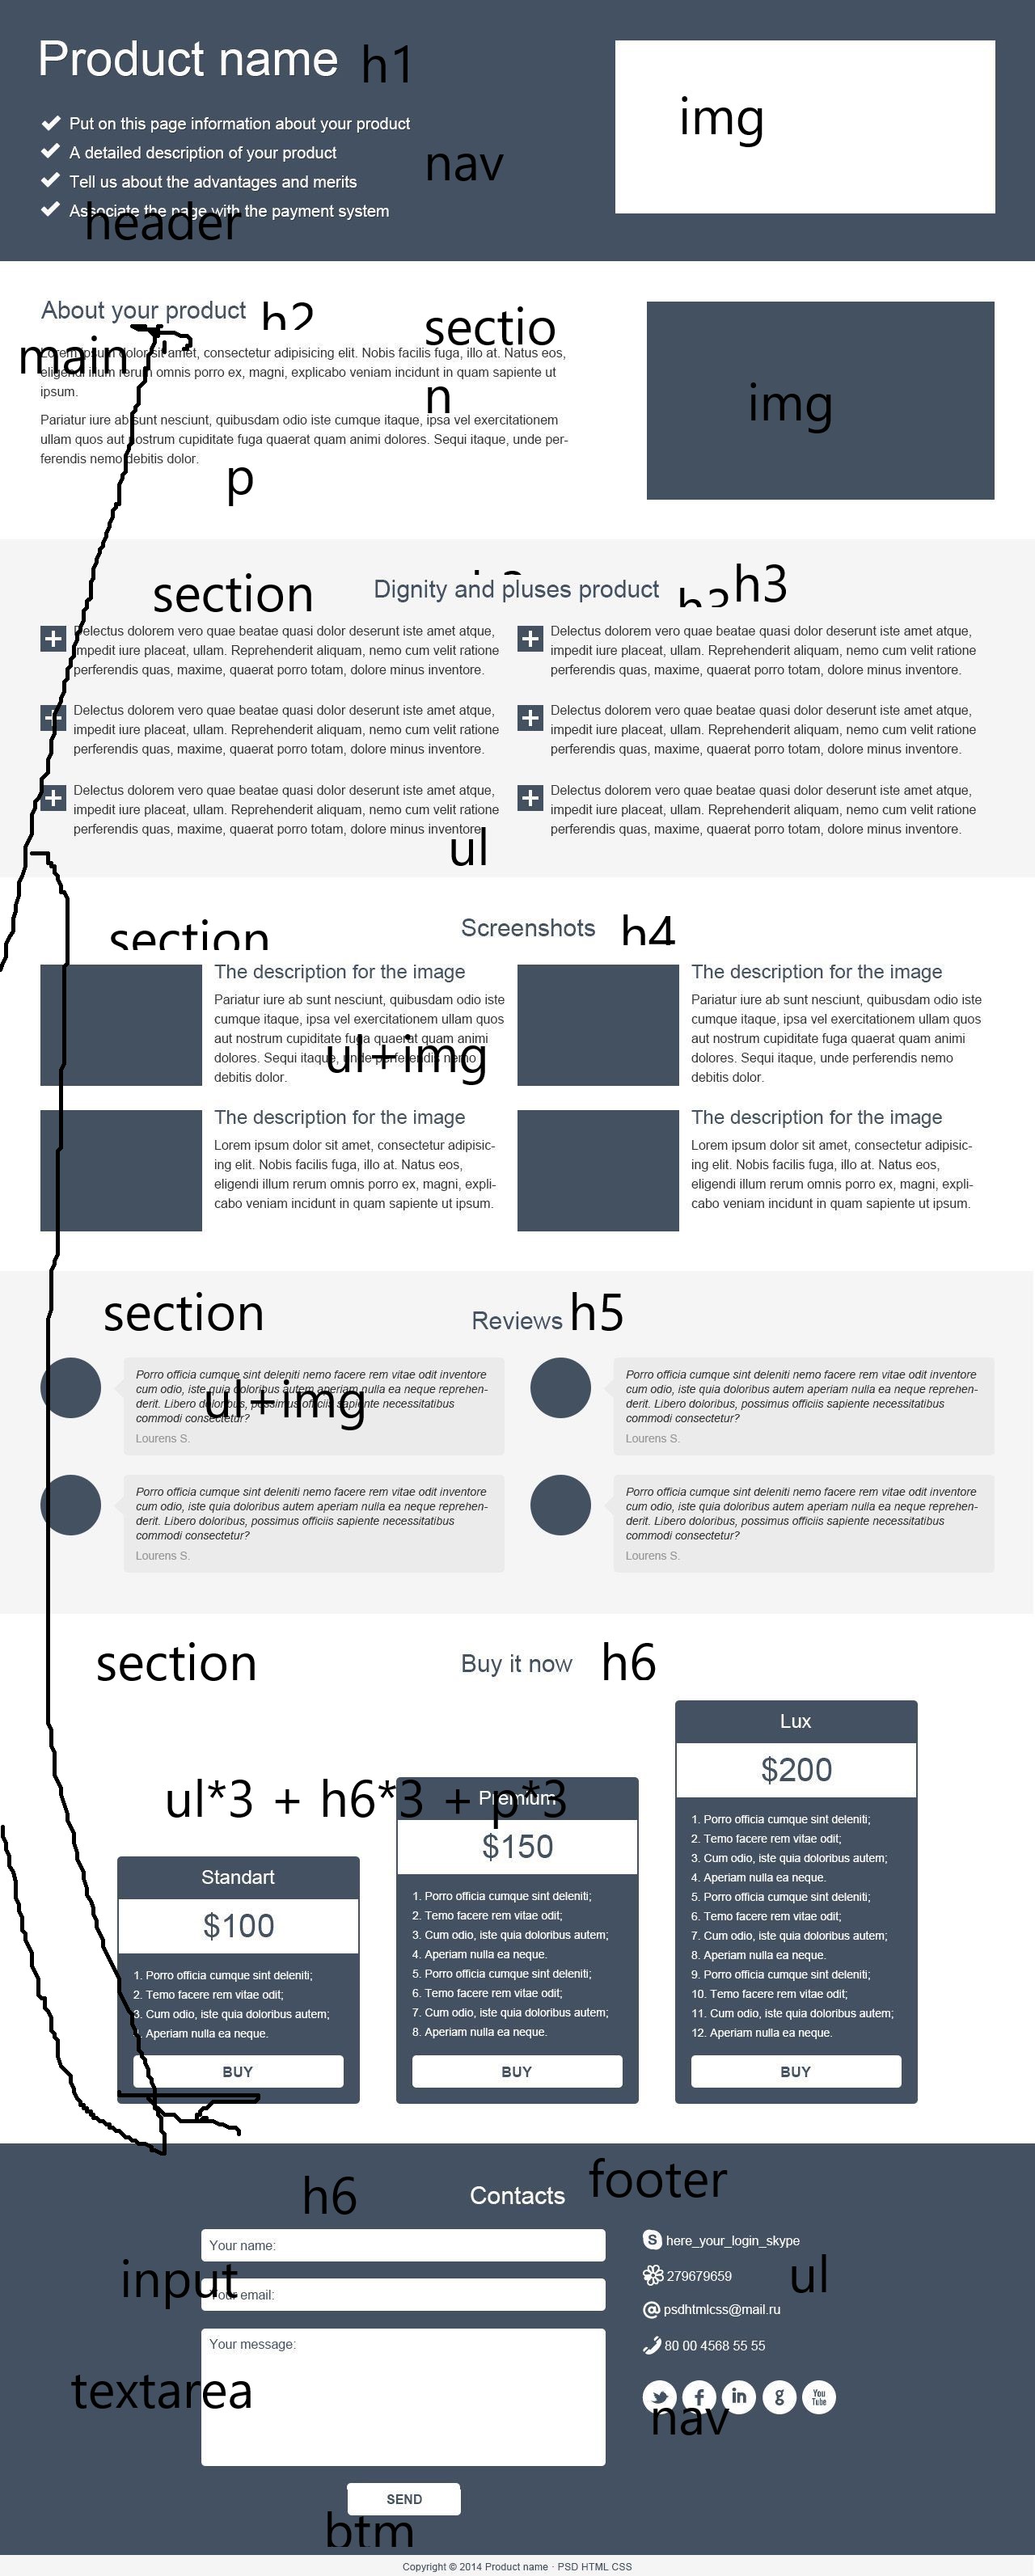 Product name h1
img
Put on this page information about your product
A detailed description of your product
nav
Tell us about the advantages and merits
Associate the page with the payment system
header
About your product h2
section
main
Lorem ipsum dolor sit amet, consectetur adipisicing elit. Nobis facilis fuga, illo at. Natus eos,
eligendi illum rerum omnis porro ex, magni, explicabo veniam incidunt in quam sapiente ut
ipsum.
img
Pariatur iure ab sunt nesciunt, quibusdam odio iste cumque itaque, ipsa vel exercitationem
ullam quos aut nostrum cupiditate fuga quaerat quam animi dolores. Sequi itaque, unde per-
ferendis nemo debitis dolor.
p
section
Dignity and pluses product h3 h3
Delectus dolorem vero quae beatae quasi dolor deserunt iste amet atque,
impedit iure placeat, ullam. Reprehenderit aliquam, nemo cum velit ratione
perferendis quas, maxime, quaerat porro totam, dolore minus inventore.
Delectus dolorem vero quae beatae quasi dolor deserunt iste amet atque,
impedit iure placeat, ullam. Reprehenderit aliquam, nemo cum velit ratione
perferendis quas, maxime, quaerat porro totam, dolore minus inventore.
Delectus dolorem vero quae beatae quasi dolor deserunt iste amet atque,
impedit iure placeat, ullam. Reprehenderit aliquam, nemo cum velit ratione
perferendis quas, maxime, quaerat porro totam, dolore minus inventore.
Delectus dolorem vero quae beatae quasi dolor deserunt iste amet atque,
impedit iure placeat, ullam. Reprehenderit aliquam, nemo cum velit ratione
perferendis quas, maxime, quaerat porro totam, dolore minus inventore.
Delectus dolorem vero quae beatae quasi dolor deserunt iste amet atque,
impedit iure placeat, ullam. Reprehenderit aliquam, nemo cum velit ratione
perferendis quas, maxime, quaerat porro totam, dolore minus inventore.
Delectus dolorem vero quae beatae quasi dolor deserunt iste amet atque,
impedit iure placeat, ullam. Reprehenderit aliquam, nemo cum velit ratione
perferendis quas, maxime, quaerat porro totam, dolore minus inventore.
ul
section
Screenshots h4
The description for the image
Pariatur iure ab sunt nesciunt, quibusdam odio iste
cumque itaque, ipsa vel exercitationem ullam quos
aut nostrum cupiditate fuga quaerat quam animi
dolores. Sequi itaque, unde perferendis nemo
debitis dolor.
ul+img
The description for the image
Pariatur iure ab sunt nesciunt, quibusdam odio iste
cumque itaque, ipsa vel exercitationem ullam quos
aut nostrum cupiditate fuga quaerat quam animi
dolores. Sequi itaque, unde perferendis nemo
debitis dolor.
The description for the image
Lorem ipsum dolor sit amet, consectetur adipisic-
ing elit. Nobis facilis fuga, illo at. Natus eos,
eligendi illum rerum omnis porro ex, magni, expli-
cabo veniam incidunt in quam sapiente ut ipsum.
The description for the image
Lorem ipsum dolor sit amet, consectetur adipisic-
ing elit. Nobis facilis fuga, illo at. Natus eos,
eligendi illum rerum omnis porro ex, magni, expli-
cabo veniam incidunt in quam sapiente ut ipsum.
section
Reviews h5
Porro officia cumque sint deleniti nemo facere rem vitae odit inventore
cum odio, iste quia doloribus autem aperiam nulla ea neque reprehen-
derit. Libero doloribus, possimus officiis sapiente necessitatibus
commodi consectetur?
Lourens S.
ul+img
Porro officia cumque sint deleniti nemo facere rem vitae odit inventore
cum odio, iste quia doloribus autem aperiam nulla ea neque reprehen-
derit. Libero doloribus, possimus officiis sapiente necessitatibus
commodi consectetur?
Lourens S.
Porro officia cumque sint deleniti nemo facere rem vitae odit inventore
cum odio, iste quia doloribus autem aperiam nulla ea neque reprehen-
derit. Libero doloribus, possimus officiis sapiente necessitatibus
commodi consectetur?
Lourens S.
Porro officia cumque sint deleniti nemo facere rem vitae odit inventore
cum odio, iste quia doloribus autem aperiam nulla ea neque reprehen-
derit. Libero doloribus, possimus officiis sapiente necessitatibus
commodi consectetur?
Lourens S.
section
Buy it now h6
ul*3 + h6*3 + p*3
Standart
$100
1. Porro officia cumque sint deleniti;
2. Temo facere rem vitae odit;
3. Cum odio, iste quia doloribus autem;
Aperiam nulla ea neque.
BUY
Premium
$150
1. Porro officia cumque sint deleniti;
2. Temo facere rem vitae odit;
3. Cum odio, iste quia doloribus autem;
4. Aperiam nulla ea neque.
5. Porro officia cumque sint deleniti;
6. Temo facere rem vitae odit;
7. Cum odio, iste quia doloribus autem;
8. Aperiam nulla ea neque.
BUY
Lux
$200
1. Porro officia cumque sint deleniti;
2. Temo facere rem vitae odit;
3. Cum odio, iste quia doloribus autem;
4. Aperiam nulla ea neque.
5. Porro officia cumque sint deleniti;
6. Temo facere rem vitae odit;
7. Cum odio, iste quia doloribus autem;
8. Aperiam nulla ea neque.
9. Porro officia cumque sint deleniti;
10. Temo facere rem vitae odit;
11. Cum odio, iste quia doloribus autem;
12. Aperiam nulla ea neque.
BUY
h6
Contacts
footer
Your name:
input
Your email:
Your message:
textarea
SEND
btm
here_your_login_skype
279679659
ul
psdhtmlcss@mail.ru
80 00 4568 55 55
You
Tube
nav
Copyright © 2014 Product name · PSD HTML CSS